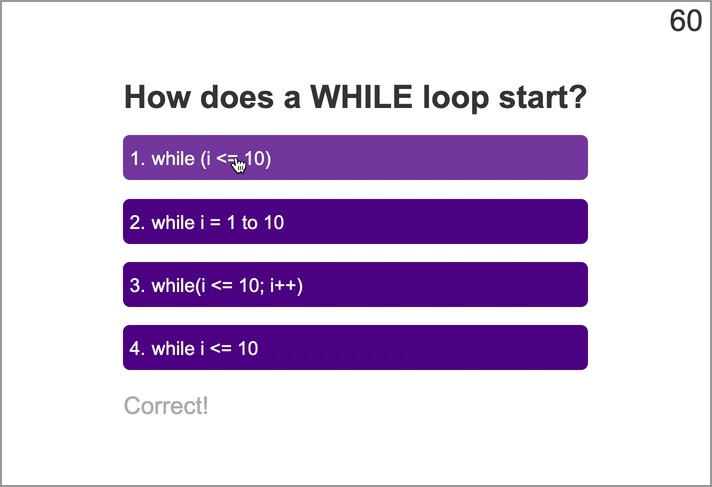 60
How does a WHILE loop start?
1. while (i <= 10)
2. while i = 1 to 10
3. while(i <= 10; i++)
4. while i <= 10
Correct!